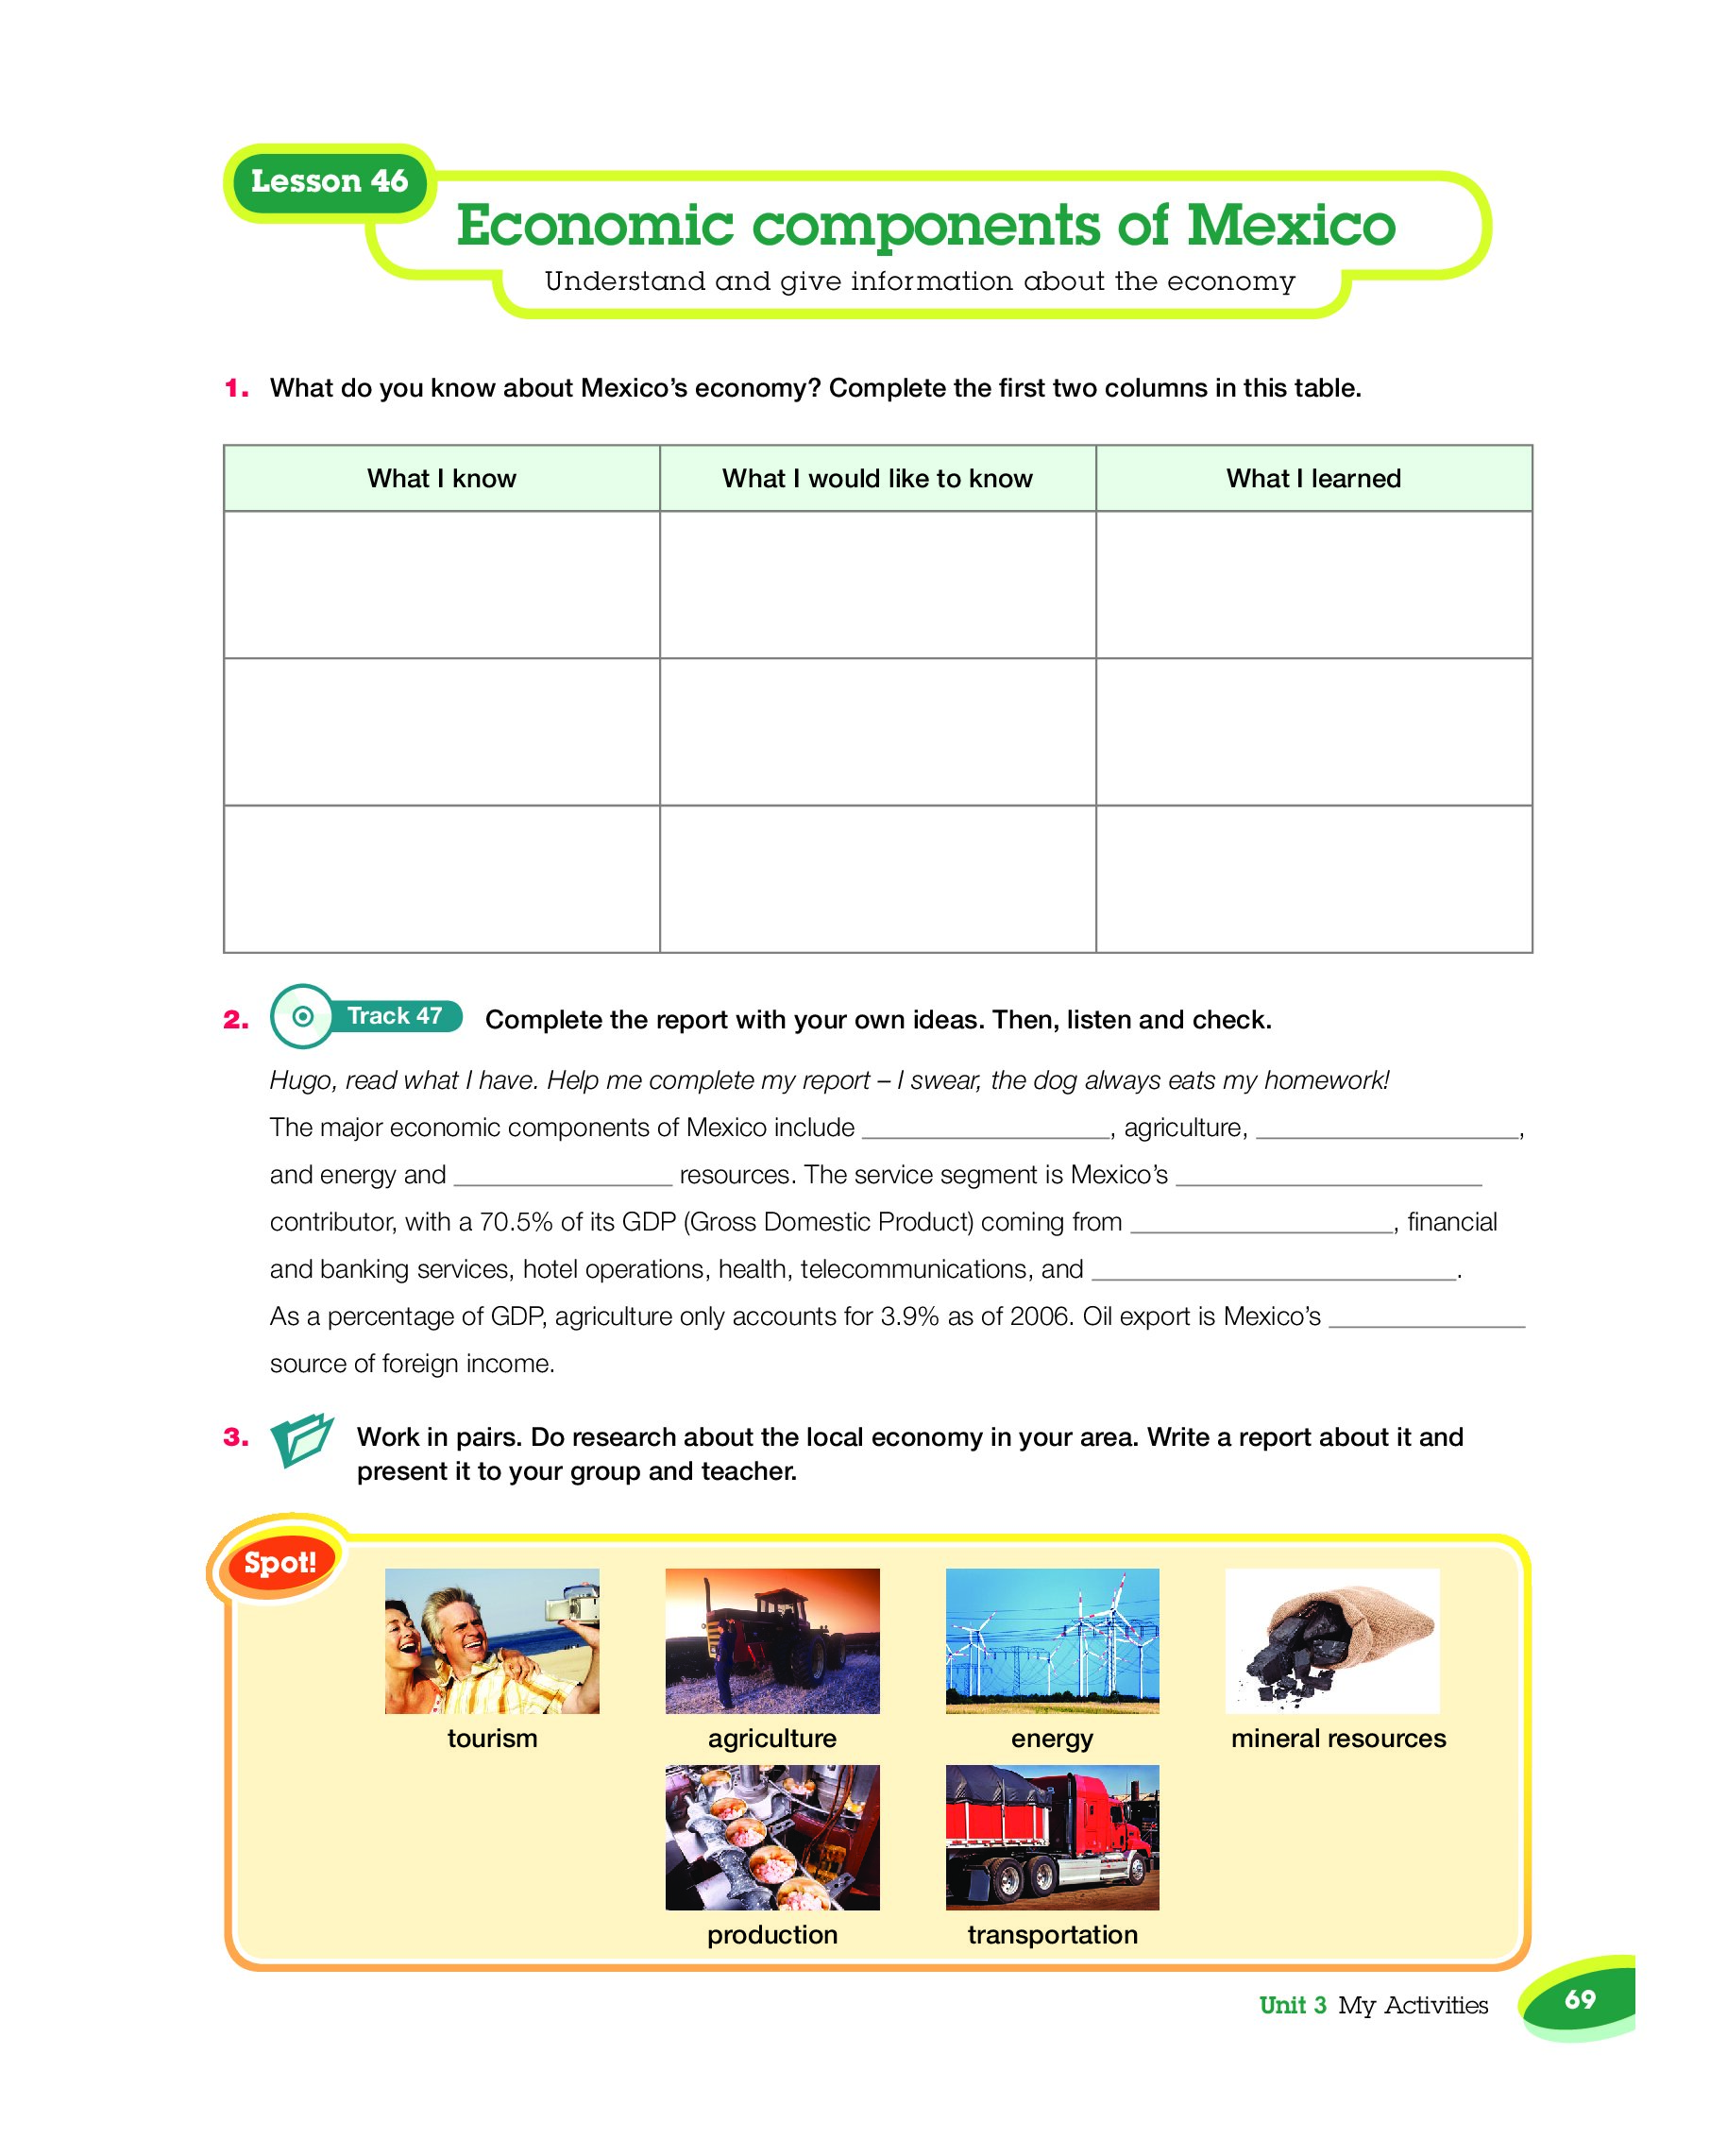 Lesson 46
Economic components of Mexico
Understand and give information about the economy
1. What do you know about Mexico’s economy? Complete the first two columns in this table.
What I know What I would like to know What I learned
2. Track 47 Complete the report with your own ideas. Then, listen and check.
Hugo, read what I have. Help me complete my report – I swear, the dog always eats my homework!
The major economic components of Mexico include ____________________, agriculture, ____________________,
and energy and ____________________ resources. The service segment is Mexico’s ____________________
contributor, with a 70.5% of its GDP (Gross Domestic Product) coming from ____________________, financial
and banking services, hotel operations, health, telecommunications, and ____________________.
As a percentage of GDP, agriculture only accounts for 3.9% as of 2006. Oil export is Mexico’s ____________________
source of foreign income.
3. Work in pairs. Do research about the local economy in your area. Write a report about it and
present it to your group and teacher.
Spot!
tourism agriculture energy mineral resources
production transportation
Unit 3 My Activities 69